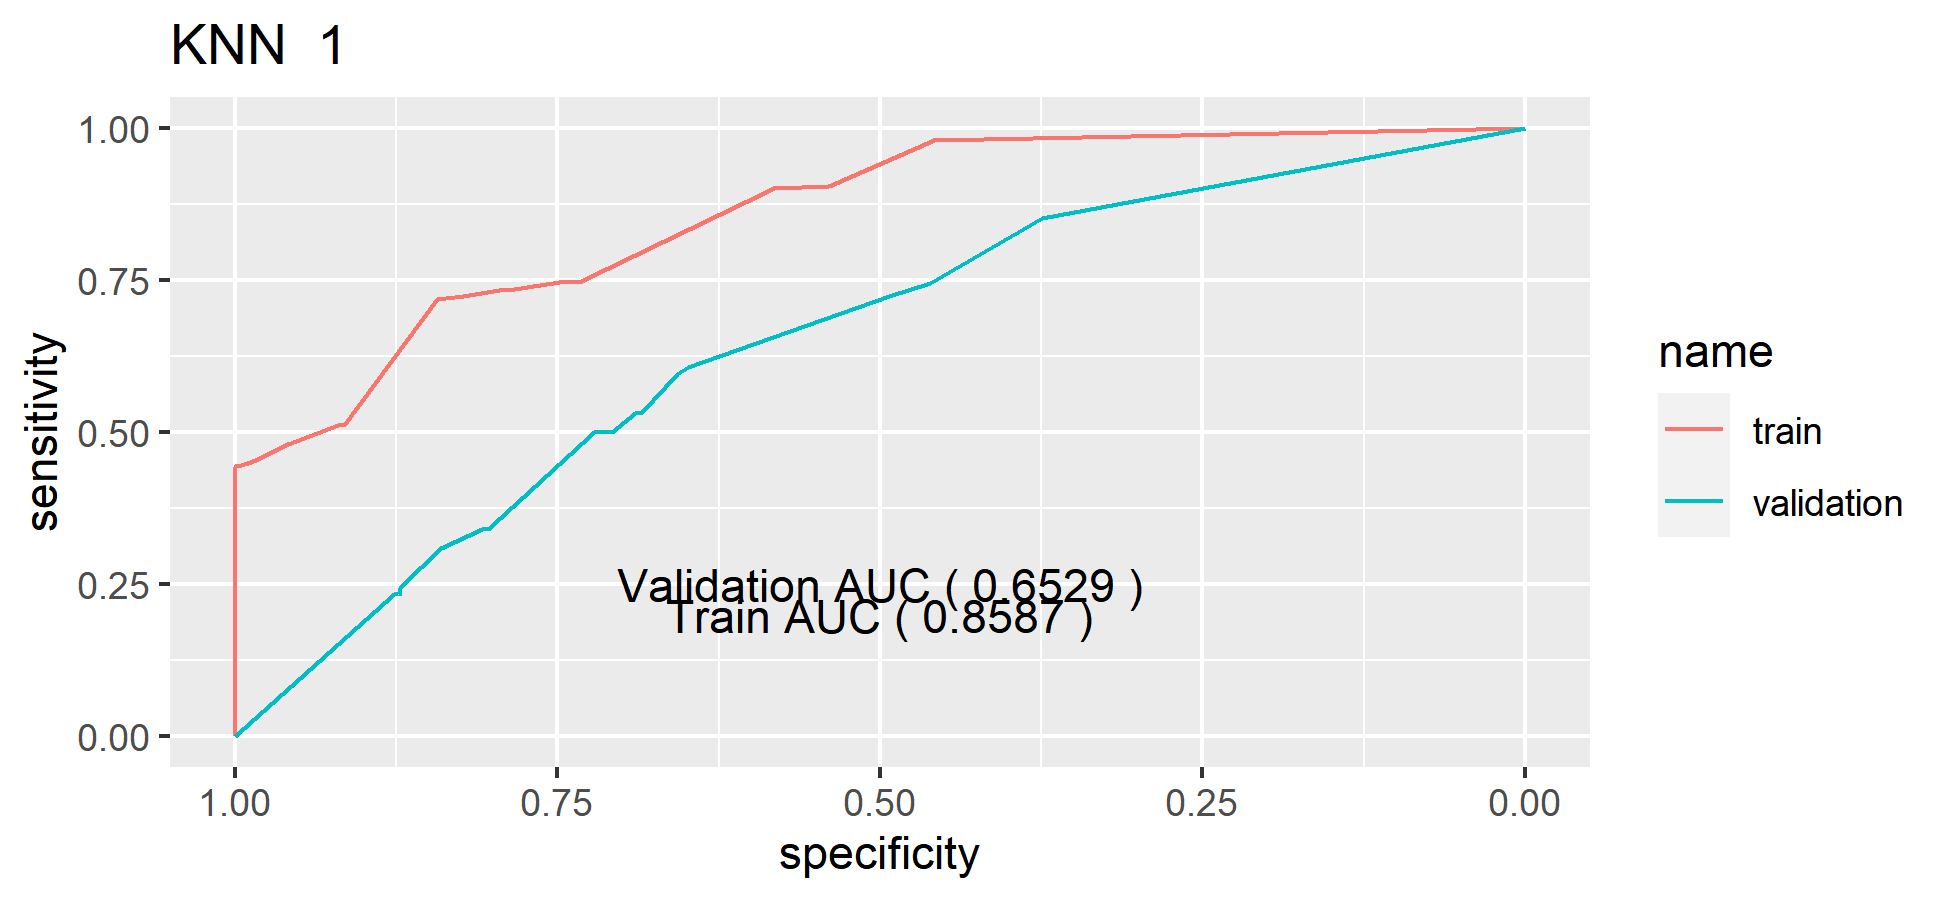 KNN  1
1.00
0.75
0.50
0.25
0.00
sensitivity
Validation AUC ( 0.6529 )
Train AUC ( 0.8587 )
1.00 0.75 0.50 0.25 0.00
specificity
name
train
validation